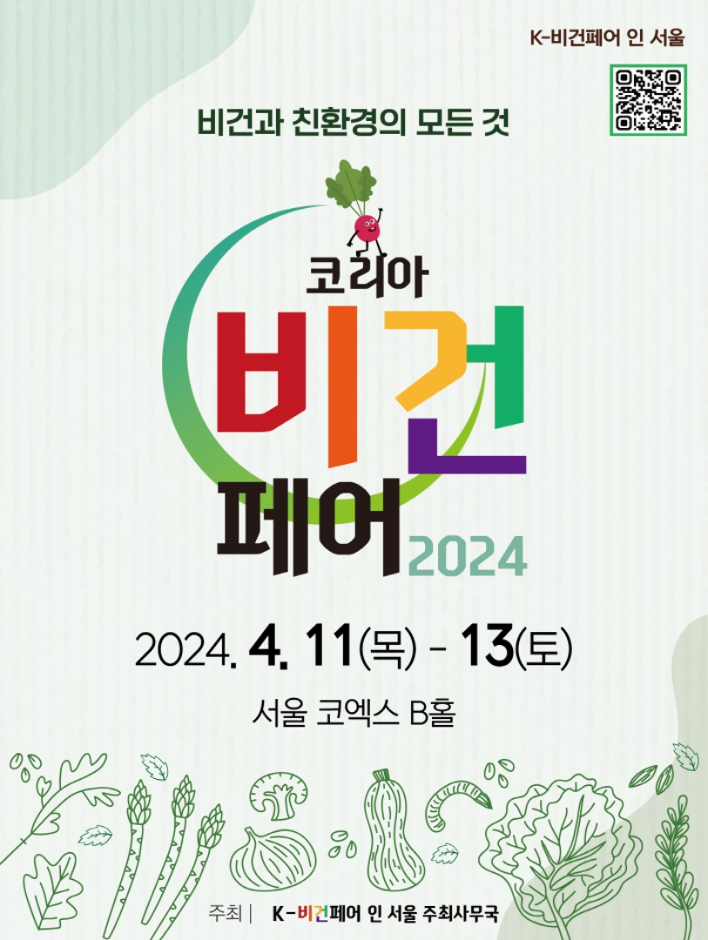 K-비건페어 인 서울
비건과 친환경의 모든 것
코리아
비건
페어 2024
2024. 4. 11(목) - 13(토)
서울 코엑스 B홀
주최 | K-비건페어 인 서울 주최사무국